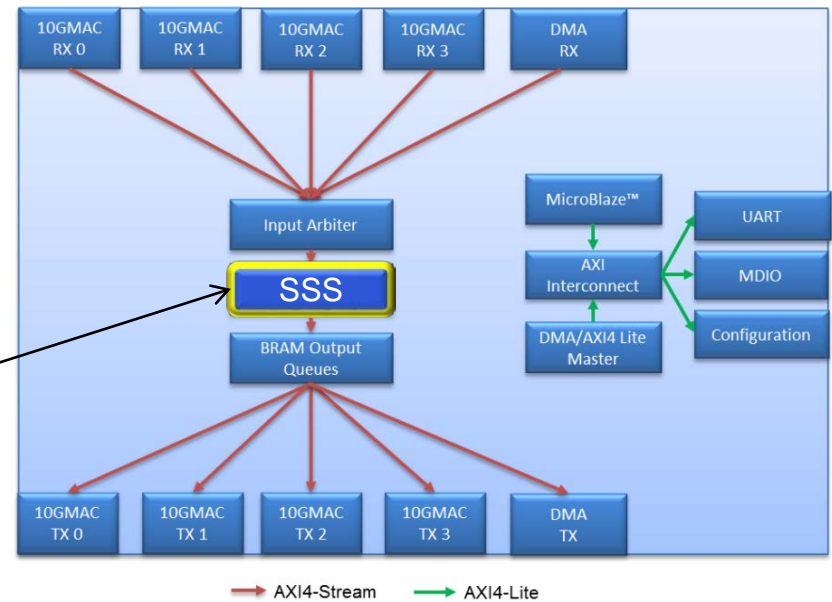 10GMAC
RX 0
10GMAC
RX 1
10GMAC
RX 2
10GMAC
RX 3
DMA
RX
Input Arbiter
SSS
BRAM Output
Queues
MicroBlaze™
AXI
Interconnect
DMA/AXI4 Lite
Master
UART
MDIO
Configuration
10GMAC
TX 0
10GMAC
TX 1
10GMAC
TX 2
10GMAC
TX 3
DMA
TX
AXI4-Stream
AXI4-Lite